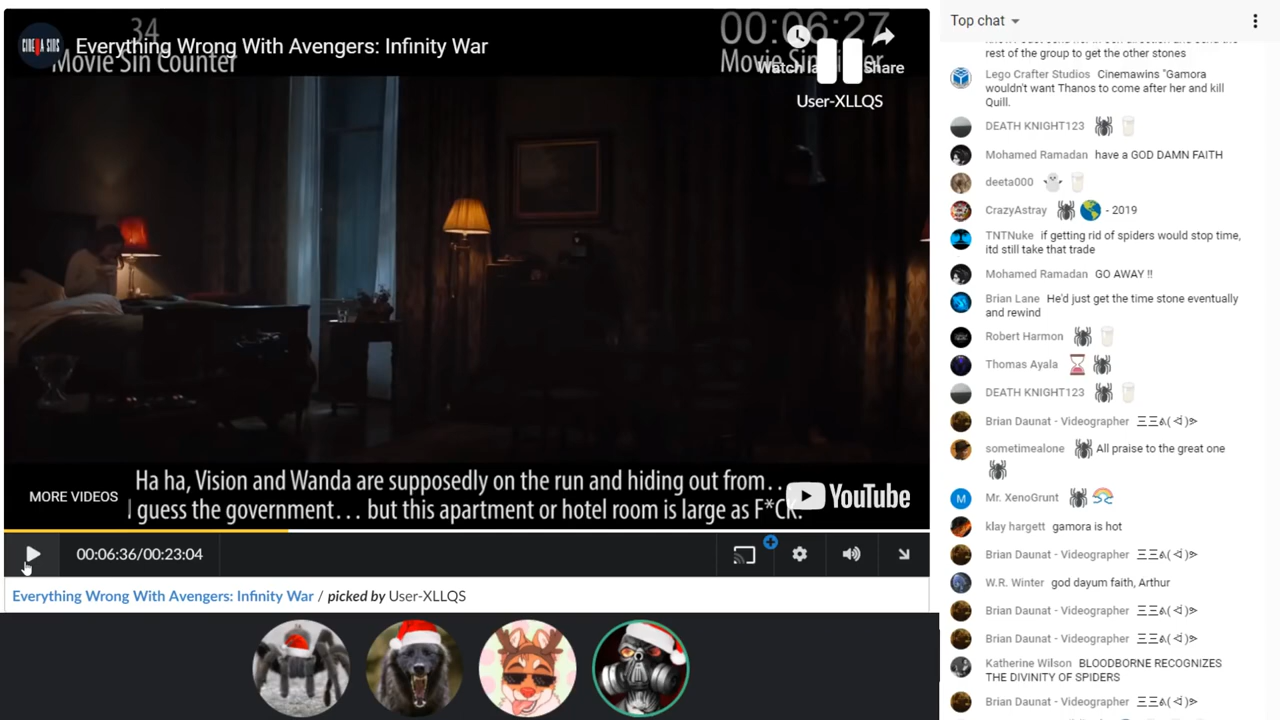 34
00:06:27
CINEMA SINS
Everything Wrong With Avengers: Infinity War
Movie Sin Counter
Movie Sin
Watch la
Share
User-XLLQS
Ha ha, Vision and Wanda are supposedly on the run and hiding out from...
MORE VIDEOS
I guess the government... but this apartment or hotel room is large as F*CK.
YouTube
00:06:36/00:23:04
Everything Wrong With Avengers: Infinity War / picked by User-XLLQS
Top chat
rest of the group to get the other stones
Lego Crafter Studios Cinemawins "Gamora
wouldn't want Thanos to come after her and kill
Quill.
DEATH KNIGHT123 🕷🥛
Mohamed Ramadan have a GOD DAMN FAITH
deeta000 👻🥛
CrazyAstray 🕷🌎 - 2019
TNTNuke if getting rid of spiders would stop time,
itd still take that trade
Mohamed Ramadan GO AWAY !!
Brian Lane He'd just get the time stone eventually
and rewind
Robert Harmon 🕷🥛
Thomas Ayala ⏳🕷
DEATH KNIGHT123 🕷🥛
Brian Daunat - Videographer
sometimealone 🕷All praise to the great one
🕷
M
Mr. XenoGrunt 🕷🌈
klay hargett gamora is hot
Brian Daunat - Videographer
W.R. Winter god dayum faith, Arthur
Brian Daunat - Videographer
Brian Daunat - Videographer
Katherine Wilson BLOODBORNE RECOGNIZES
THE DIVINITY OF SPIDERS
Brian Daunat - Videographer